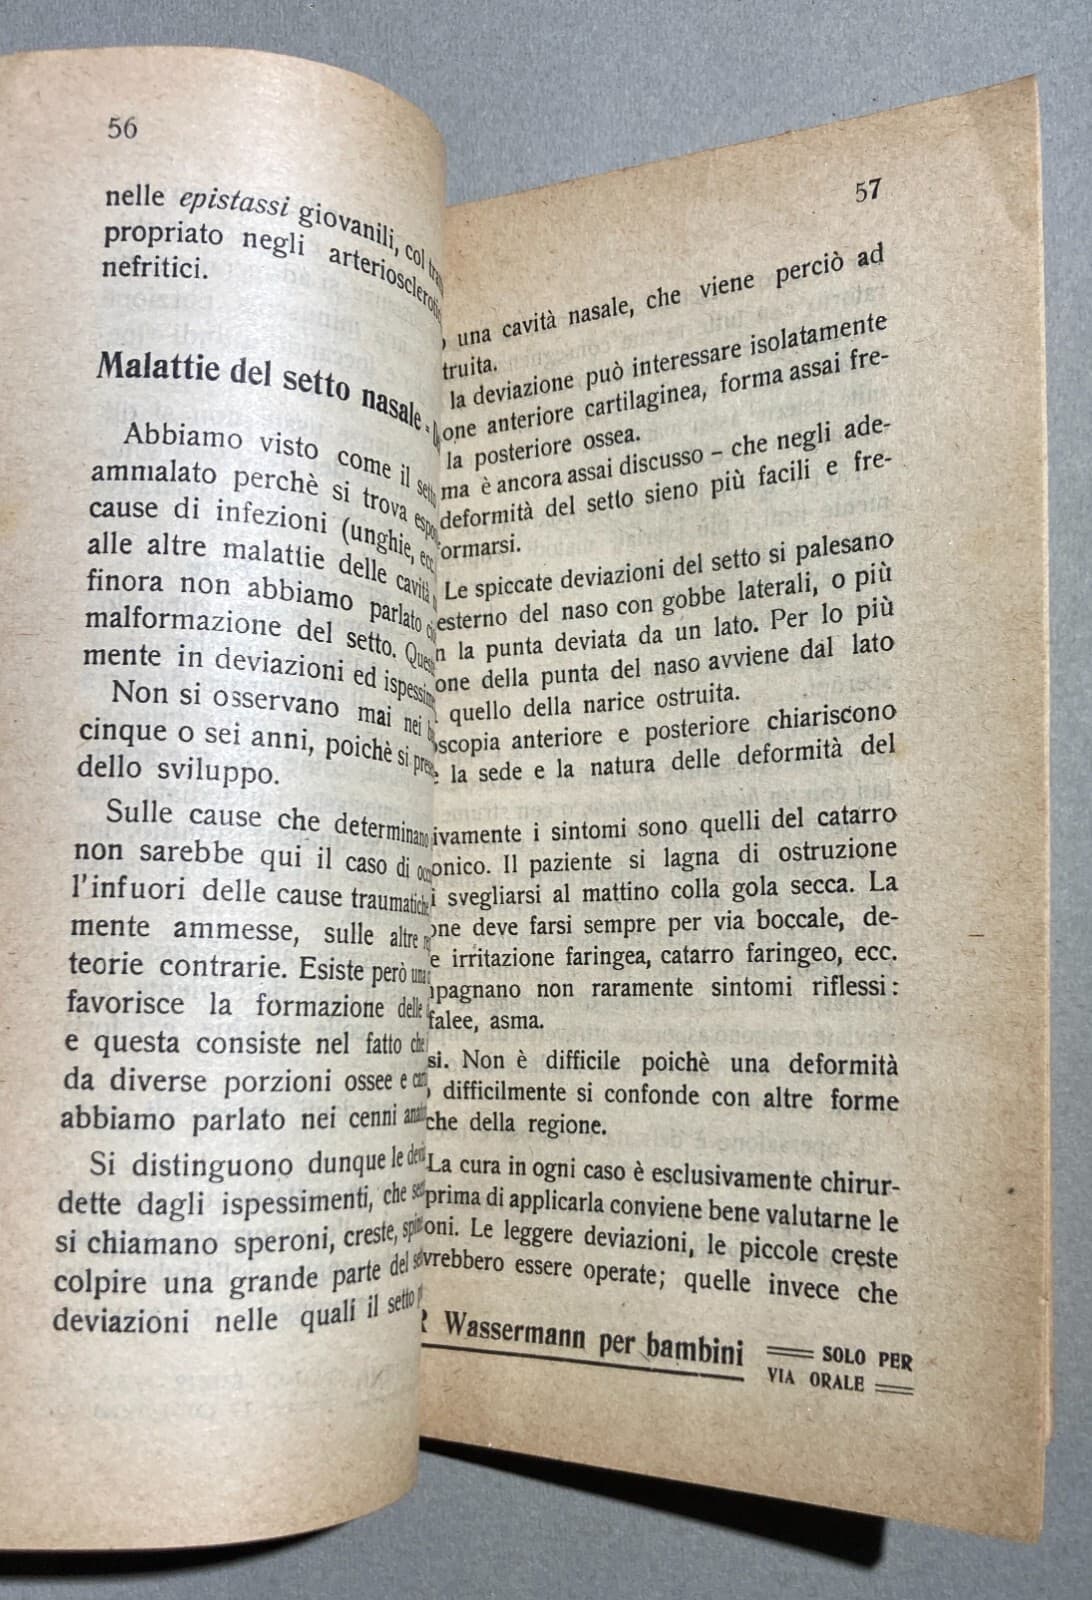 56
nelle epistassi giovanili, col
propriato negli arteriosclerotici
nefritici.
Malattie del setto nasale -
Abbiamo visto come il setto
ammalato perchè si trova
cause di infezioni (unghie, ecc.
alle altre malattie delle cavità
finora non abbiamo parlato
malformazione del setto.
mente in deviazioni ed
Non si osservano mai nei
cinque o sei anni, poichè si
dello sviluppo.
Sulle cause che determinano
non sarebbe qui il caso di
l'infuori delle cause traumatiche
mente ammesse, sulle altre
teorie contrarie. Esiste però una
favorisce la formazione delle
e questa consiste nel fatto che
da diverse porzioni ossee e
abbiamo parlato nei cenni
Si distinguono dunque le
dette dagli ispessimenti, che
si chiamano speroni, creste,
colpire una grande parte del
deviazioni nelle quali il setto
57
una cavità nasale, che viene perciò ad
truita.
la deviazione può interessare isolatamente
one anteriore cartilaginea, forma assai fre-
la posteriore ossea.
ma è ancora assai discusso – che negli ade-
deformità del setto sieno più facili e fre-
formarsi.
Le spiccate deviazioni del setto si palesano
esterno del naso con gobbe laterali, o più
n la punta deviata da un lato. Per lo più
one della punta del naso avviene dal lato
quello della narice ostruita.
oscopia anteriore e posteriore chiariscono
e la sede e la natura delle deformità del
ivamente i sintomi sono quelli del catarro
onico. Il paziente si lagna di ostruzione
i svegliarsi al mattino colla gola secca. La
one deve farsi sempre per via boccale, de-
e irritazione faringea, catarro faringeo, ecc.
pagnano non raramente sintomi riflessi:
falee, asma.
si. Non è difficile poichè una deformità
, difficilmente si confonde con altre forme
che della regione.
La cura in ogni caso è esclusivamente chirur-
prima di applicarla conviene bene valutarne le
oni. Le leggere deviazioni, le piccole creste
vrebbero essere operate; quelle invece che
R Wassermann per bambini
SOLO PER
VIA ORALE